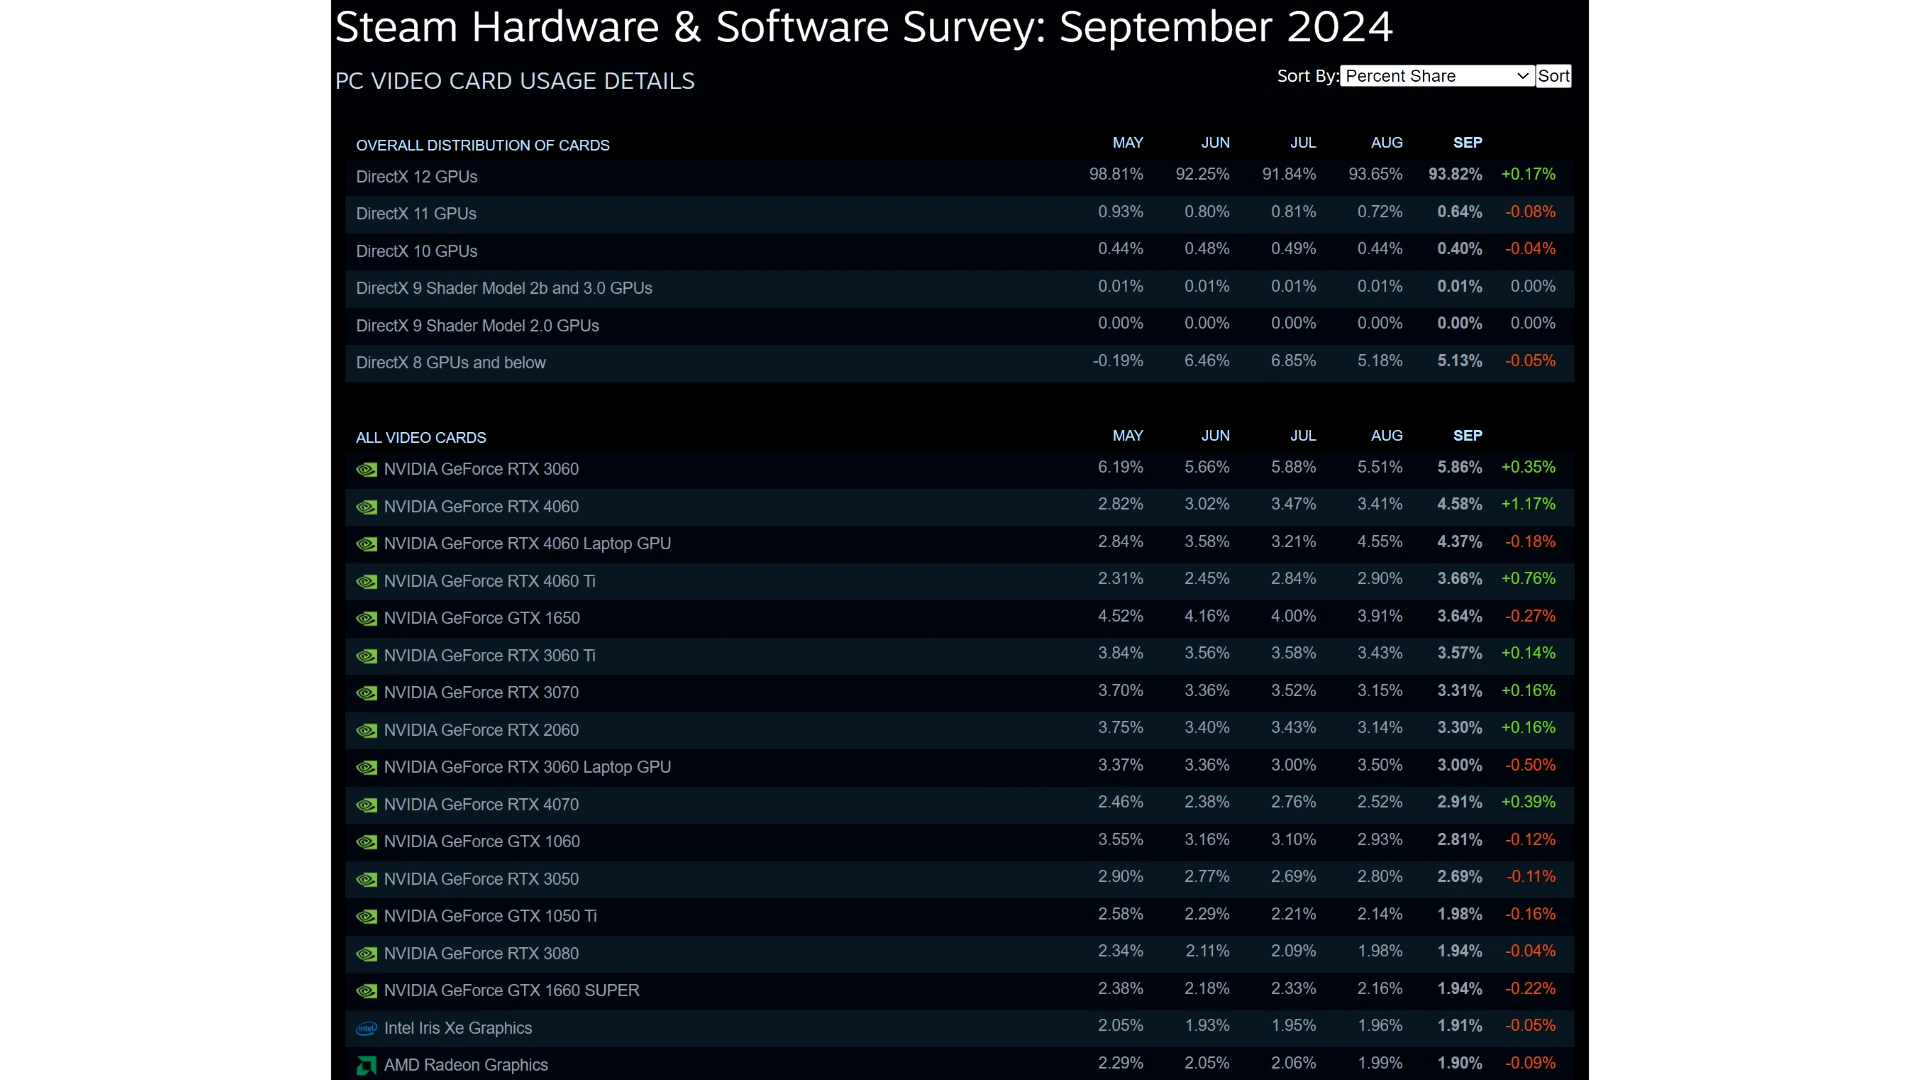 Steam Hardware & Software Survey: September 2024
PC VIDEO CARD USAGE DETAILS Sort By: Percent Share Sort
OVERALL DISTRIBUTION OF CARDS MAY JUN JUL AUG SEP
DirectX 12 GPUs 98.81% 92.25% 91.84% 93.65% 93.82% +0.17%
DirectX 11 GPUs 0.93% 0.80% 0.81% 0.72% 0.64% -0.08%
DirectX 10 GPUs 0.44% 0.48% 0.49% 0.44% 0.40% -0.04%
DirectX 9 Shader Model 2b and 3.0 GPUs 0.01% 0.01% 0.01% 0.01% 0.01% 0.00%
DirectX 9 Shader Model 2.0 GPUs 0.00% 0.00% 0.00% 0.00% 0.00% 0.00%
DirectX 8 GPUs and below -0.19% 6.46% 6.85% 5.18% 5.13% -0.05%
ALL VIDEO CARDS MAY JUN JUL AUG SEP
NVIDIA GeForce RTX 3060 6.19% 5.66% 5.88% 5.51% 5.86% +0.35%
NVIDIA GeForce RTX 4060 2.82% 3.02% 3.47% 3.41% 4.58% +1.17%
NVIDIA GeForce RTX 4060 Laptop GPU 2.84% 3.58% 3.21% 4.55% 4.37% -0.18%
NVIDIA GeForce RTX 4060 Ti 2.31% 2.45% 2.84% 2.90% 3.66% +0.76%
NVIDIA GeForce GTX 1650 4.52% 4.16% 4.00% 3.91% 3.64% -0.27%
NVIDIA GeForce RTX 3060 Ti 3.84% 3.56% 3.58% 3.43% 3.57% +0.14%
NVIDIA GeForce RTX 3070 3.70% 3.36% 3.52% 3.15% 3.31% +0.16%
NVIDIA GeForce RTX 2060 3.75% 3.40% 3.43% 3.14% 3.30% +0.16%
NVIDIA GeForce RTX 3060 Laptop GPU 3.37% 3.36% 3.00% 3.50% 3.00% -0.50%
NVIDIA GeForce RTX 4070 2.46% 2.38% 2.76% 2.52% 2.91% +0.39%
NVIDIA GeForce GTX 1060 3.55% 3.16% 3.10% 2.93% 2.81% -0.12%
NVIDIA GeForce RTX 3050 2.90% 2.77% 2.69% 2.80% 2.69% -0.11%
NVIDIA GeForce GTX 1050 Ti 2.58% 2.29% 2.21% 2.14% 1.98% -0.16%
NVIDIA GeForce RTX 3080 2.34% 2.11% 2.09% 1.98% 1.94% -0.04%
NVIDIA GeForce GTX 1660 SUPER 2.38% 2.18% 2.33% 2.16% 1.94% -0.22%
intel Intel Iris Xe Graphics 2.05% 1.93% 1.95% 1.96% 1.91% -0.05%
AMD Radeon Graphics 2.29% 2.05% 2.06% 1.99% 1.90% -0.09%